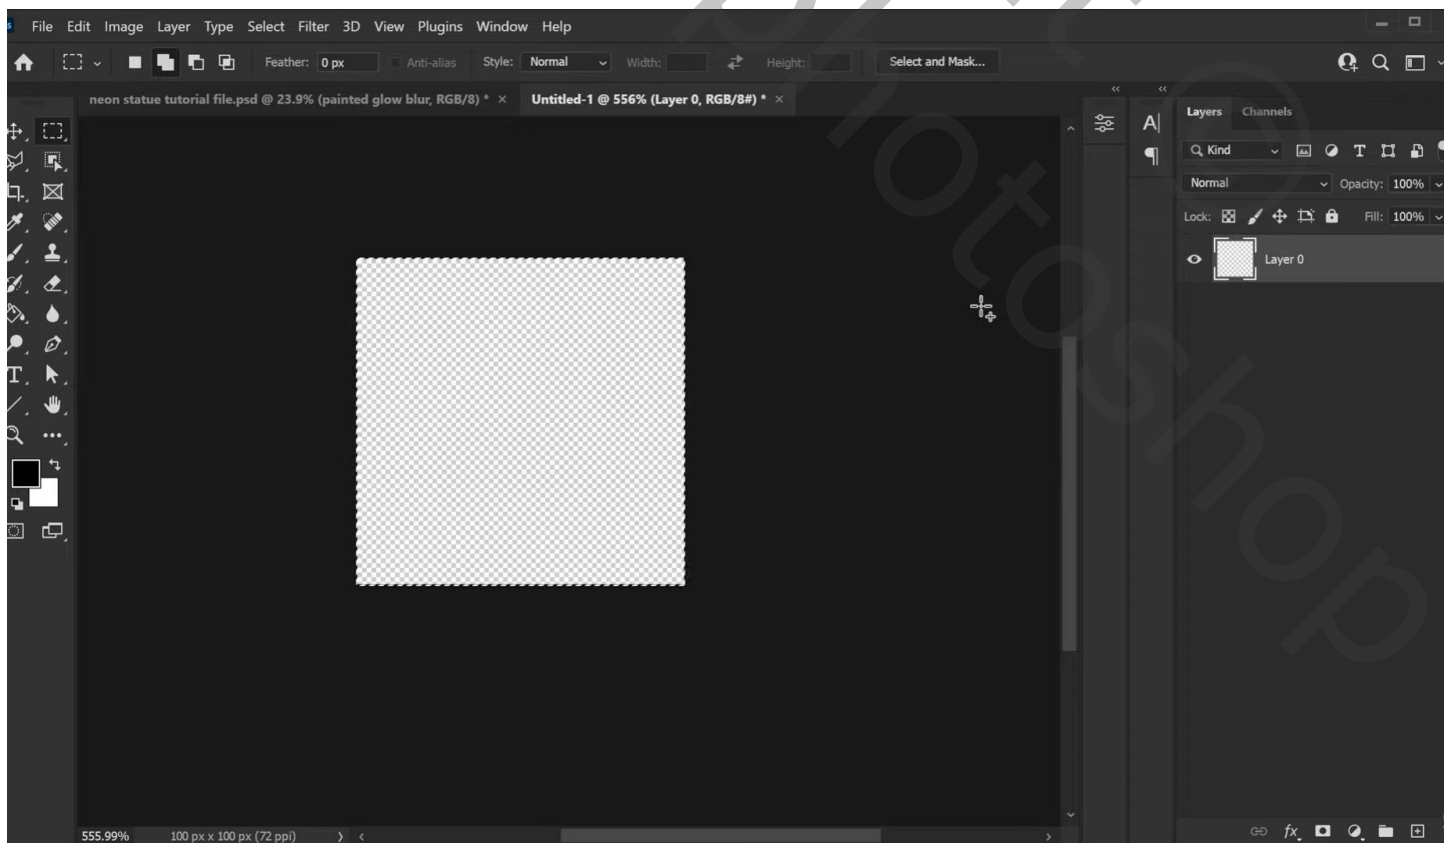 File Edit Image Layer Type Select Filter 3D View Plugins Window Help
Feather: 0 px Anti-alias Style: Normal Width: Height: Select and Mask...
neon statue tutorial file.psd @ 23.9% (painted glow blur, RGB/8) * × Untitled-1 @ 556% (Layer 0, RGB/8#) * ×
Layers Channels
Kind
Normal Opacity: 100%
Lock: Fill: 100%
Layer 0
555.99% 100 px x 100 px (72 ppi)
fx
photoshop